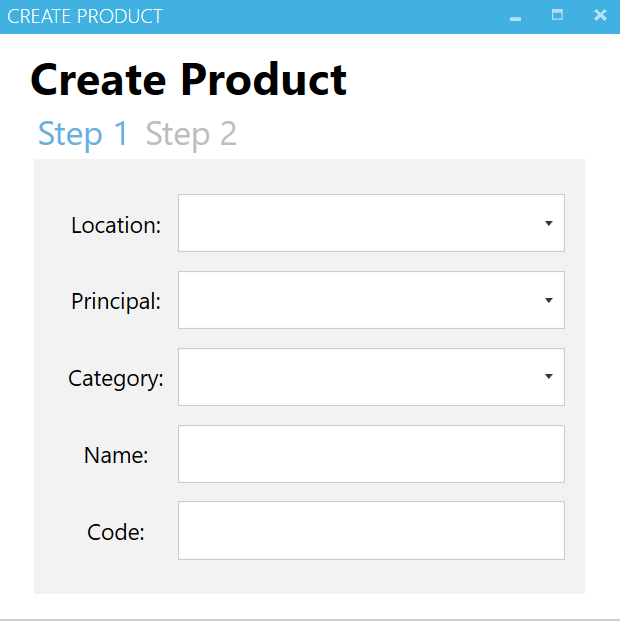 CREATE PRODUCT
Create Product
Step 1 Step 2
Location:
Principal:
Category:
Name:
Code: